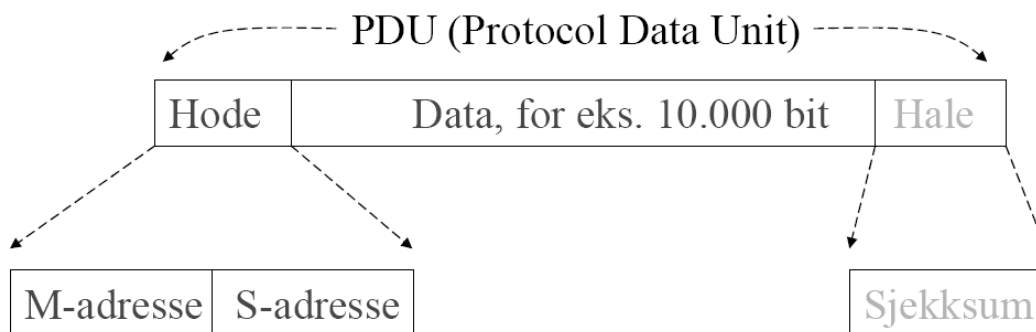 PDU (Protocol Data Unit)
Hode Data, for eks. 10.000 bit Hale
M-adresse S-adresse Sjekksum